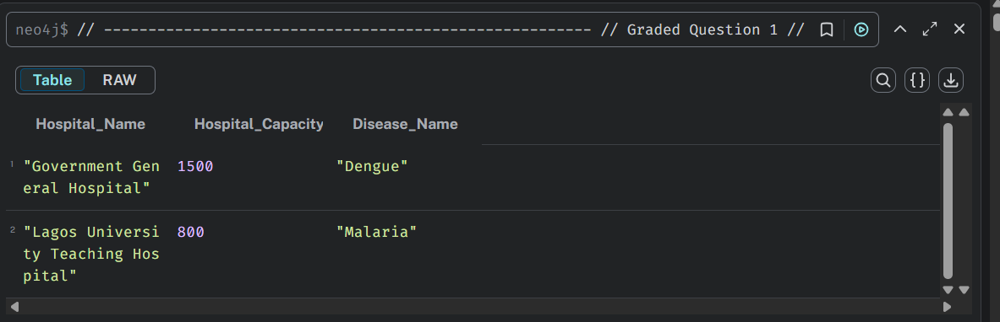 neo4j$ // ------------------------------------------------------- // Graded Question 1 //
Table RAW
Hospital_Name Hospital_Capacity Disease_Name
1 "Government Gen 1500 "Dengue"
eral Hospital"
2 "Lagos Universi 800 "Malaria"
ty Teaching Hos
pital"